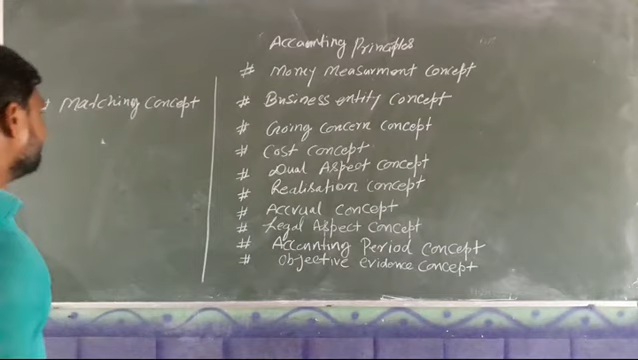 # Matching Concept
Accounting Principles
# Money Measurment Concept
# Business entity Concept
# Going Concern Concept
# Cost Concept
# Dual Aspect Concept
# Realisation Concept
# Accrual Concept
# Legal Aspect Concept
# Accounting Period Concept
# Objective evidence Concept